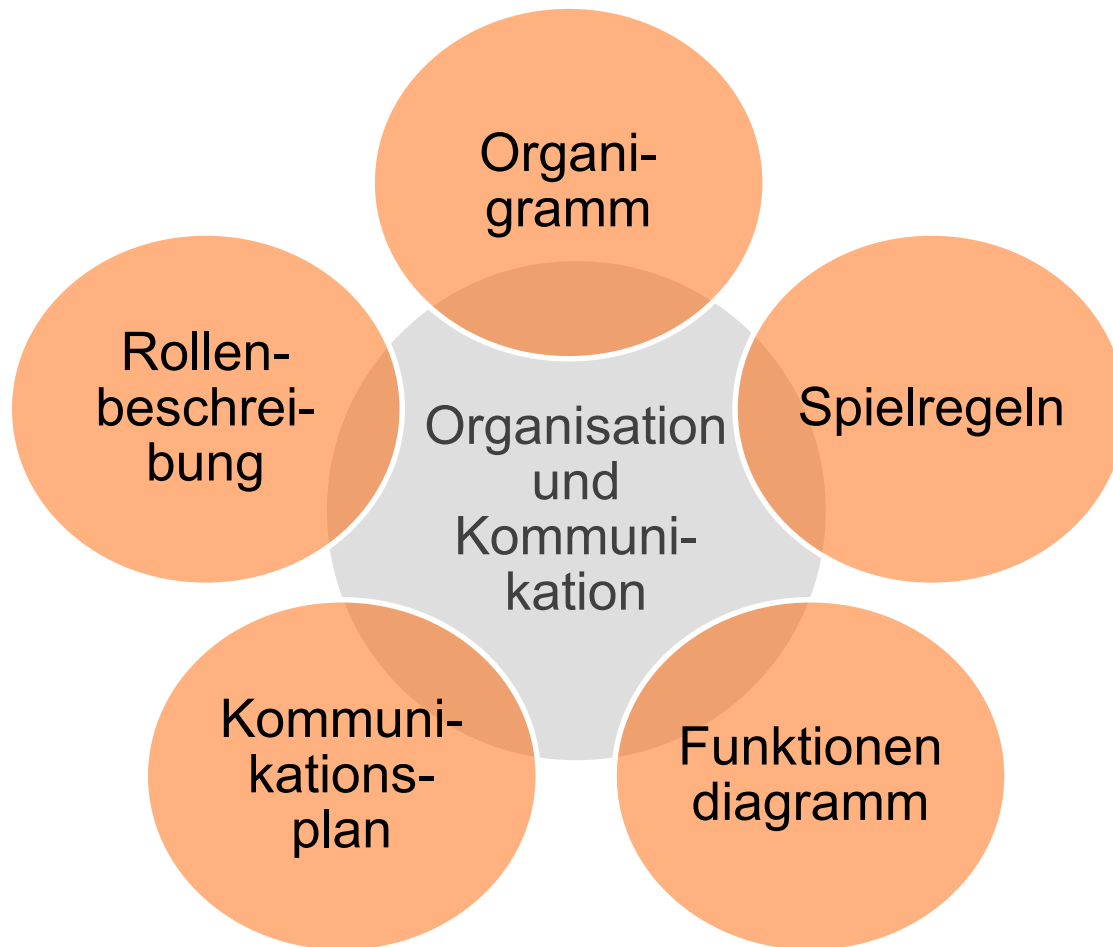 Organi-
gramm
Rollen-
beschrei-
bung
Spielregeln
Organisation
und
Kommuni-
kation
Kommuni-
kations-
plan
Funktionen
diagramm